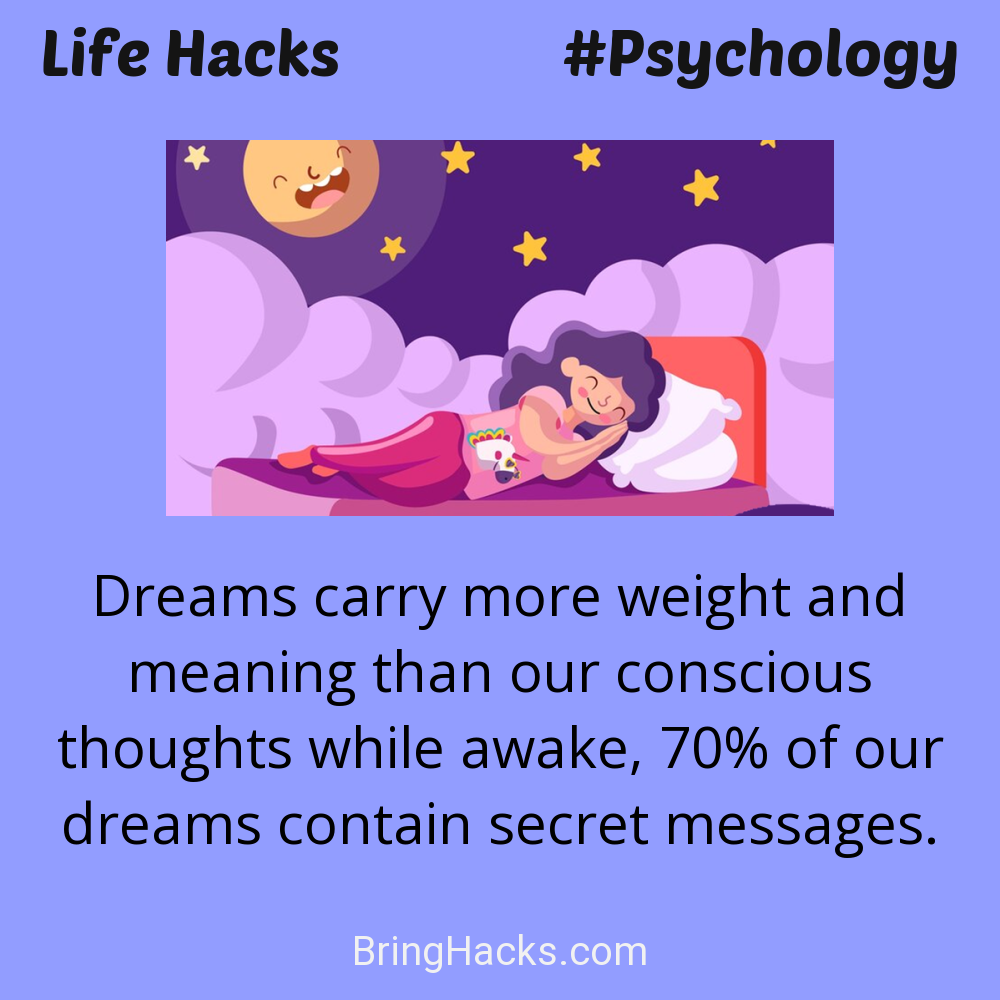 Life Hacks #Psychology
Dreams carry more weight and
meaning than our conscious
thoughts while awake, 70% of our
dreams contain secret messages.
BringHacks.com